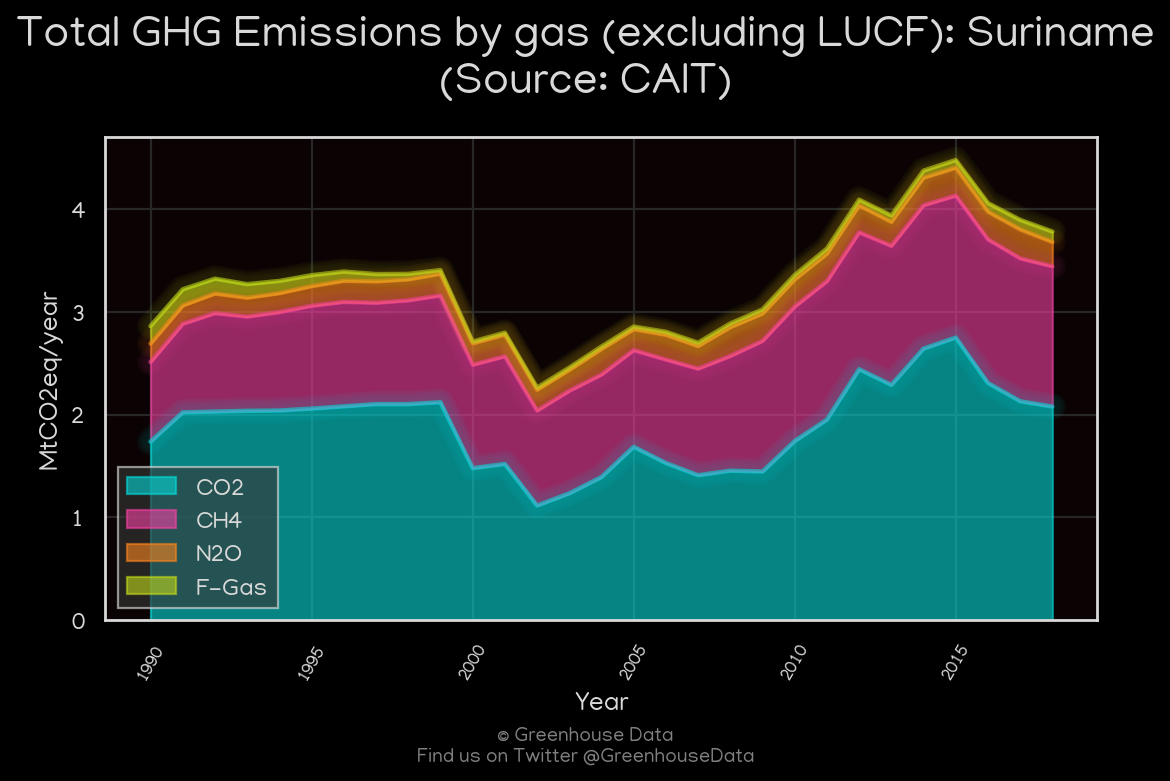 Total GHG Emissions by gas (excluding LUCF): Suriname
(Source: CAIT)
MtCO2eq/year
4
3
2
1
0
CO2
CH4
N2O
F-Gas
1990
1995
2000
2005
2010
2015
Year
© Greenhouse Data
Find us on Twitter @GreenhouseData